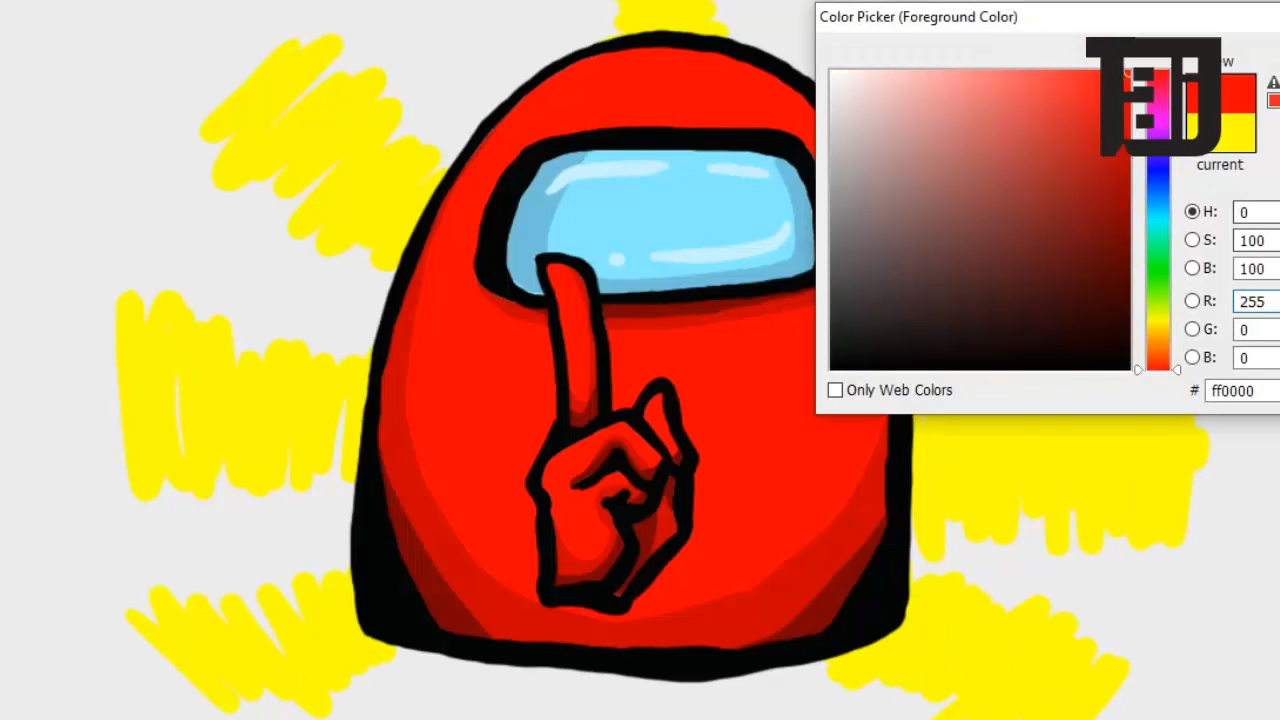 Color Picker (Foreground Color)
current
H: 0
S: 100
B: 100
R: 255
G: 0
B: 0
Only Web Colors
# ff0000